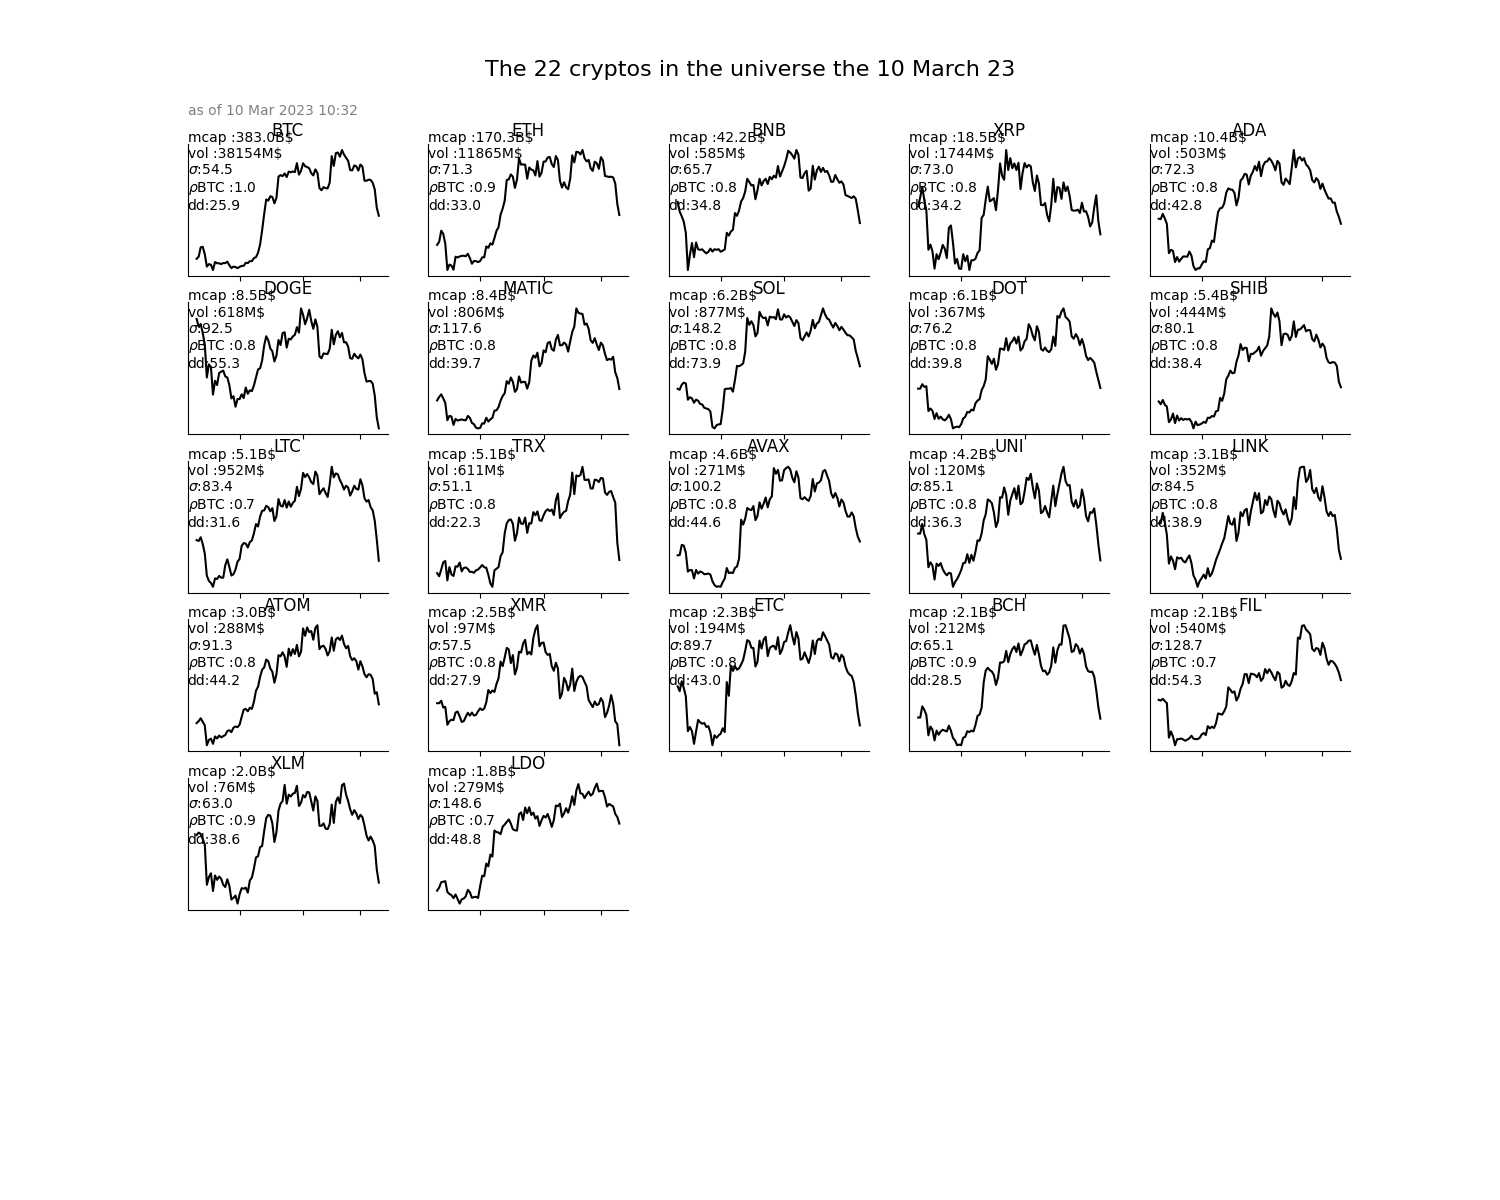 The 22 cryptos in the universe the 10 March 23
as of 10 Mar 2023 10:32
BTC
mcap :383.0B$
vol :38154M$
σ:54.5
ρBTC :1.0
dd:25.9
ETH
mcap :170.3B$
vol :11865M$
σ:71.3
ρBTC :0.9
dd:33.0
BNB
mcap :42.2B$
vol :585M$
σ:65.7
ρBTC :0.8
dd:34.8
XRP
mcap :18.5B$
vol :1744M$
σ:73.0
ρBTC :0.8
dd:34.2
ADA
mcap :10.4B$
vol :503M$
σ:72.3
ρBTC :0.8
dd:42.8
DOGE
mcap :8.5B$
vol :618M$
σ:92.5
ρBTC :0.8
dd:55.3
MATIC
mcap :8.4B$
vol :806M$
σ:117.6
ρBTC :0.8
dd:39.7
SOL
mcap :6.2B$
vol :877M$
σ:148.2
ρBTC :0.8
dd:73.9
DOT
mcap :6.1B$
vol :367M$
σ:76.2
ρBTC :0.8
dd:39.8
SHIB
mcap :5.4B$
vol :444M$
σ:80.1
ρBTC :0.8
dd:38.4
LTC
mcap :5.1B$
vol :952M$
σ:83.4
ρBTC :0.7
dd:31.6
TRX
mcap :5.1B$
vol :611M$
σ:51.1
ρBTC :0.8
dd:22.3
AVAX
mcap :4.6B$
vol :271M$
σ:100.2
ρBTC :0.8
dd:44.6
UNI
mcap :4.2B$
vol :120M$
σ:85.1
ρBTC :0.8
dd:36.3
LINK
mcap :3.1B$
vol :352M$
σ:84.5
ρBTC :0.8
dd:38.9
ATOM
mcap :3.0B$
vol :288M$
σ:91.3
ρBTC :0.8
dd:44.2
XMR
mcap :2.5B$
vol :97M$
σ:57.5
ρBTC :0.8
dd:27.9
ETC
mcap :2.3B$
vol :194M$
σ:89.7
ρBTC :0.8
dd:43.0
BCH
mcap :2.1B$
vol :212M$
σ:65.1
ρBTC :0.9
dd:28.5
FIL
mcap :2.1B$
vol :540M$
σ:128.7
ρBTC :0.7
dd:54.3
XLM
mcap :2.0B$
vol :76M$
σ:63.0
ρBTC :0.9
dd:38.6
LDO
mcap :1.8B$
vol :279M$
σ:148.6
ρBTC :0.7
dd:48.8